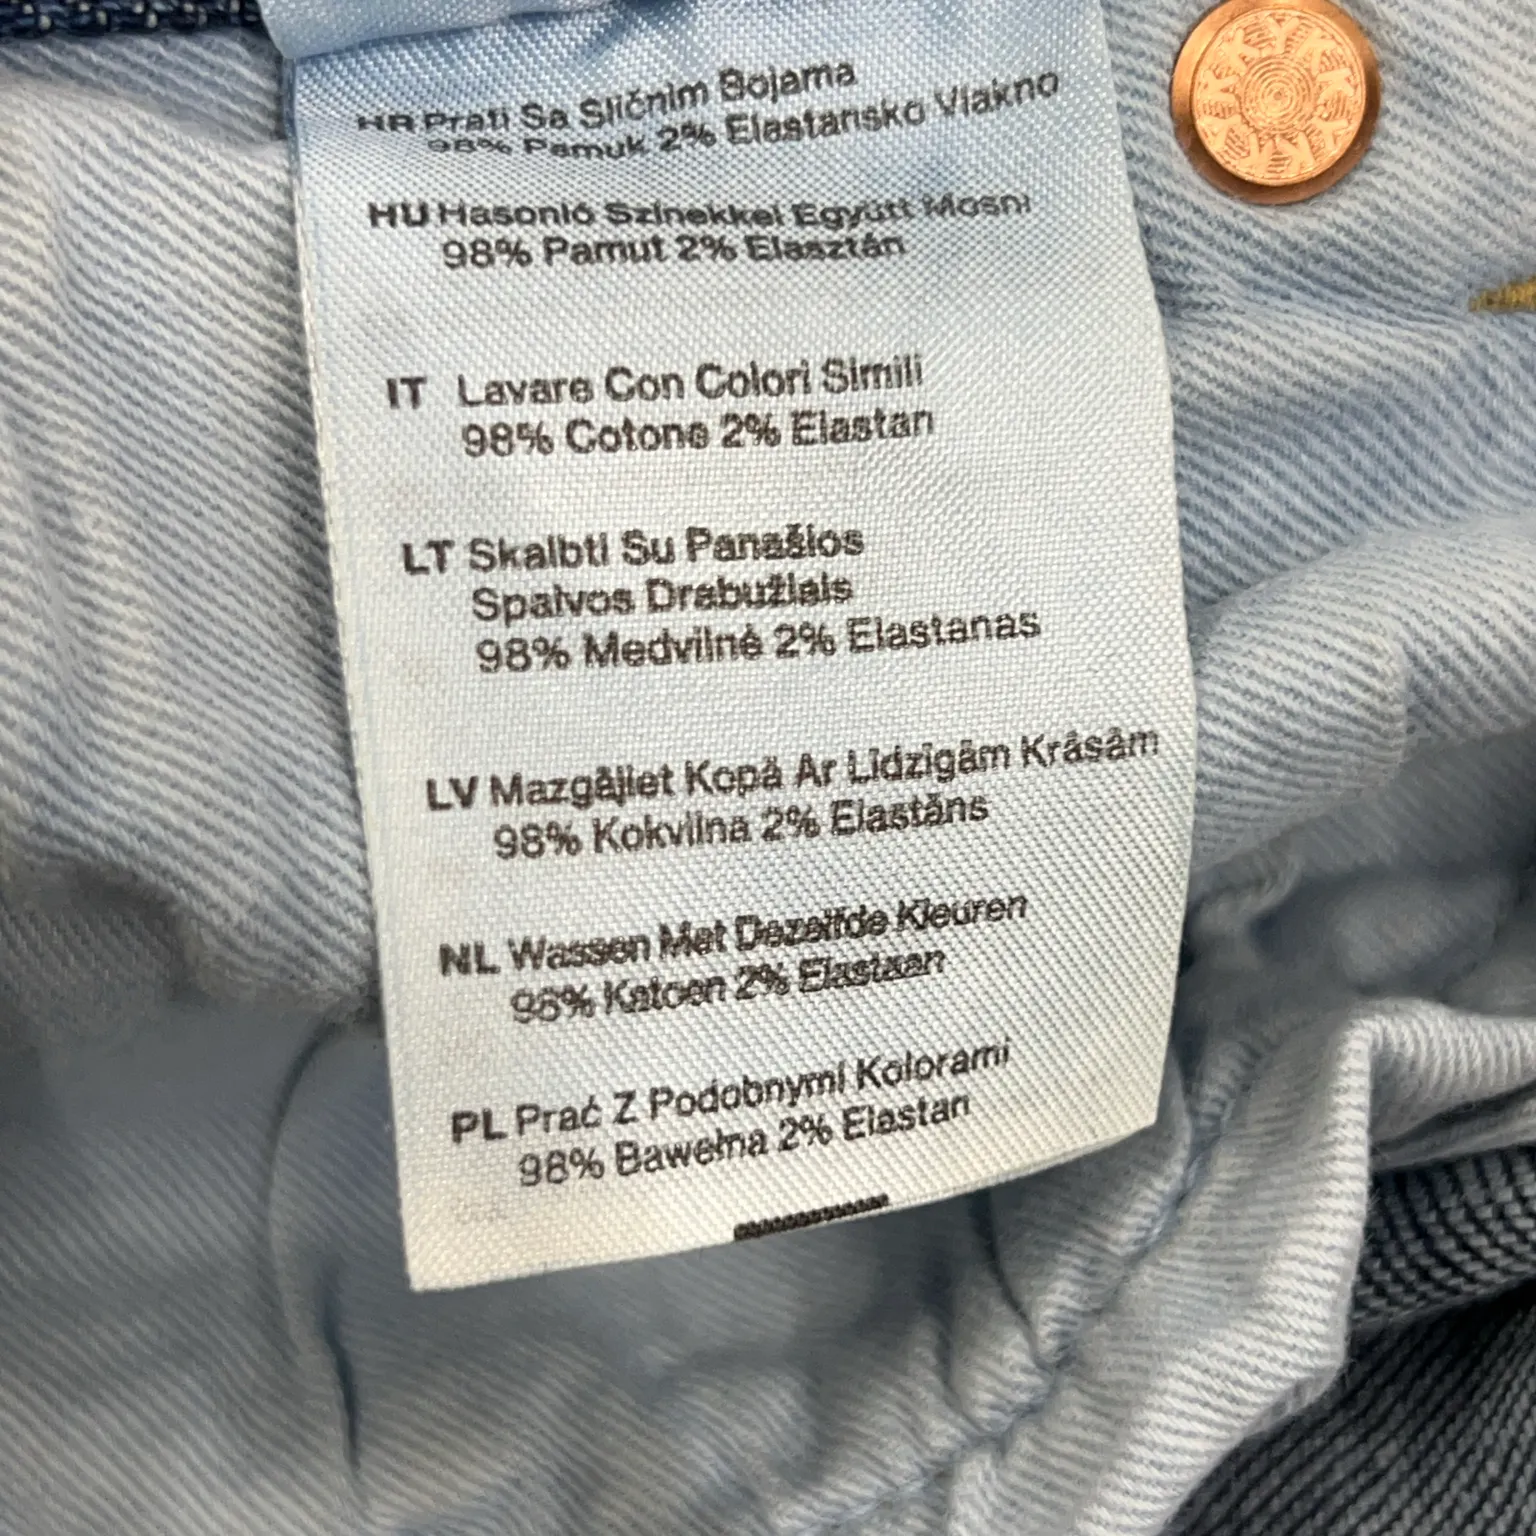 HR Prati Sa Sličnim Bojama
98% Pamuk 2% Elastansko Vlakno
HU Hasonló Színekkel Együtt Mosni
98% Pamut 2% Elasztán
IT Lavare Con Colori Simili
98% Cotone 2% Elastan
LT Skalbti Su Panašios
Spalvos Drabužiais
98% Medvilnė 2% Elastanas
LV Mazgājiet Kopā Ar Līdzīgām Krāsām
98% Kokvilna 2% Elastāns
NL Wassen Met Dezelfde Kleuren
98% Katoen 2% Elastaan
PL Prać Z Podobnymi Kolorami
98% Bawełna 2% Elastan